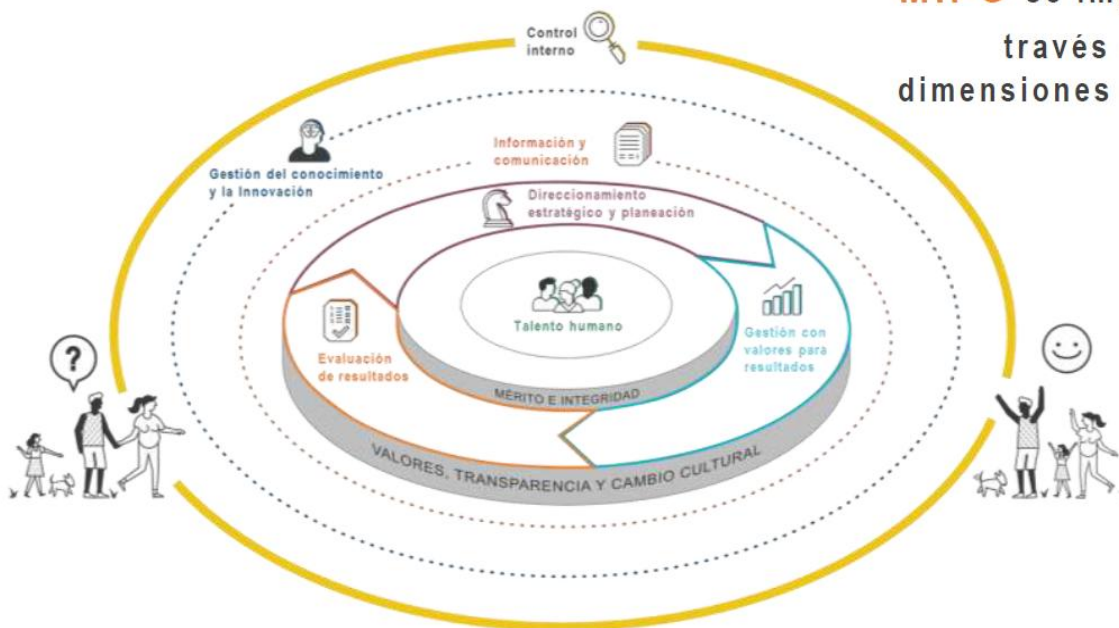 través
dimensiones
Control
interno
Información y
comunicación
Gestión del conocimiento
y la Innovación
Direccionamiento
estratégico y planeación
Talento humano
Gestión con
valores para
resultados
Evaluación
de resultados
MÉRITO E INTEGRIDAD
VALORES, TRANSPARENCIA Y CAMBIO CULTURAL
?